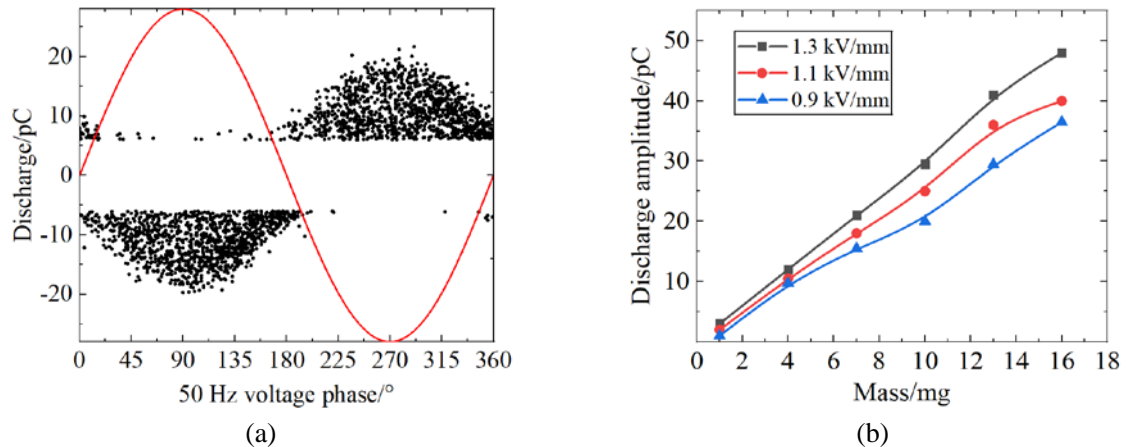 Discharge/pC
20
10
0
-10
-20
0 45 90 135 180 225 270 315 360
50 Hz voltage phase/°
(a)
Discharge amplitude/pC
50
40
30
20
10
1.3 kV/mm
1.1 kV/mm
0.9 kV/mm
2 4 6 8 10 12 14 16 18
Mass/mg
(b)